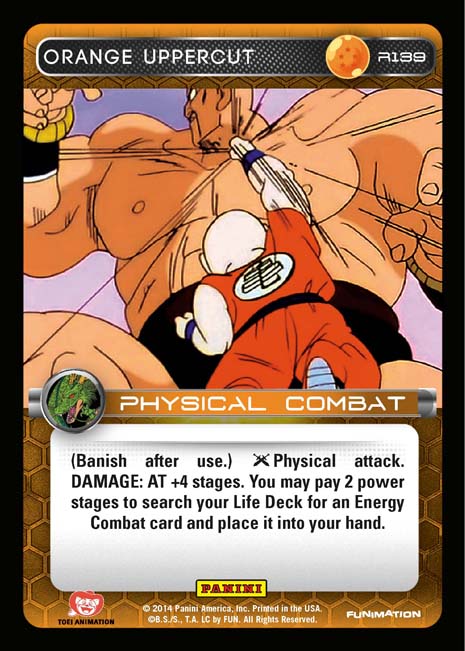 ORANGE UPPERCUT R139
PHYSICAL COMBAT
(Banish after use.) Physical attack.
DAMAGE: AT +4 stages. You may pay 2 power
stages to search your Life Deck for an Energy
Combat card and place it into your hand.
PANINI
© 2014 Panini America, Inc. Printed in the USA.
TOEI ANIMATION ©B.S./S., T.A. LC by FUN. All Rights Reserved. FUNIMATION